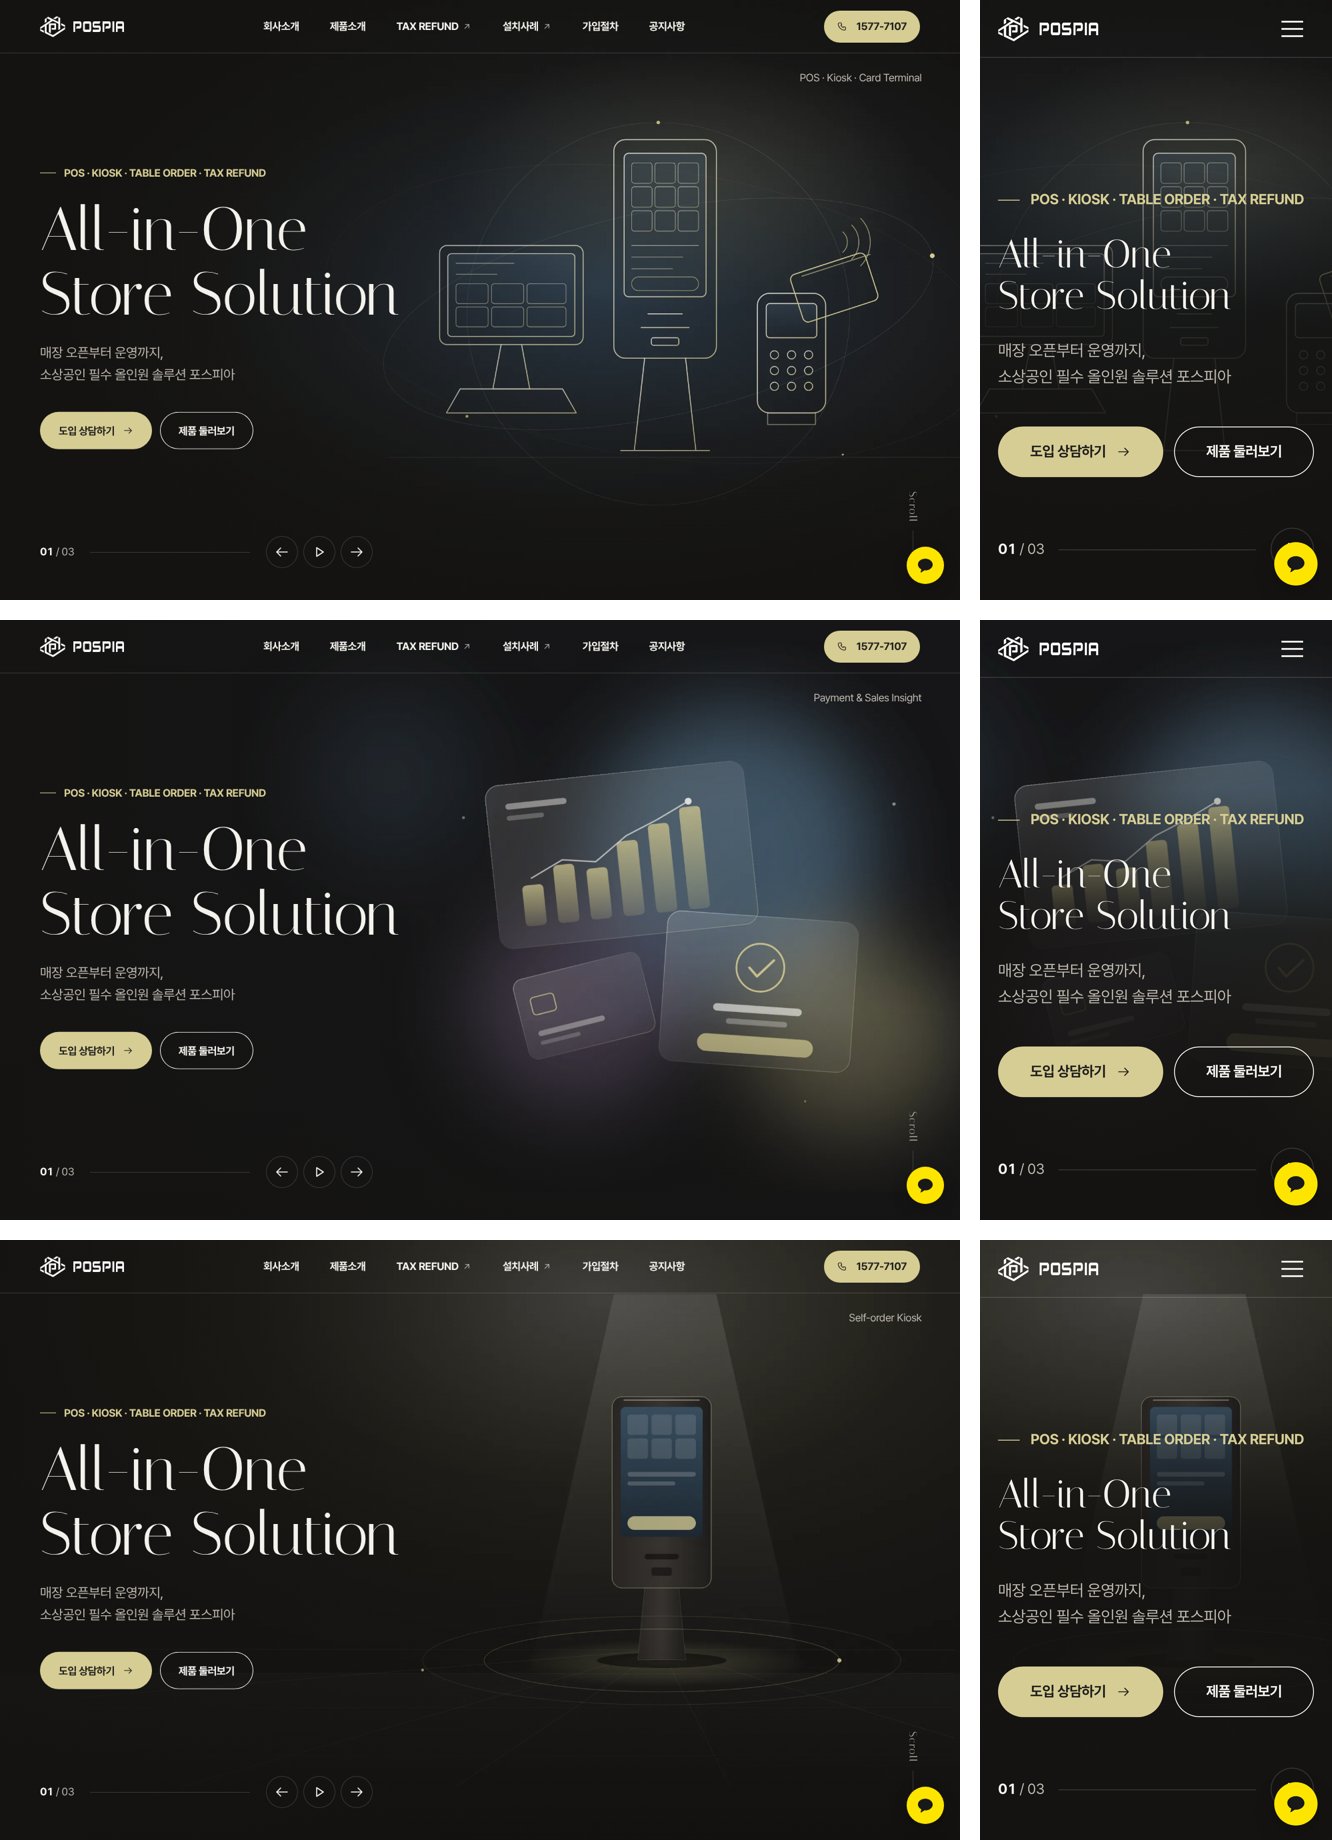 POSPIA
회사소개 제품소개 TAX REFUND 설치사례 가입절차 공지사항
1577-7107
POS · Kiosk · Card Terminal
POS · KIOSK · TABLE ORDER · TAX REFUND
All-in-One
Store Solution
매장 오픈부터 운영까지,
소상공인 필수 올인원 솔루션 포스피아
도입 상담하기
제품 둘러보기
01 / 03
Scroll
POSPIA
POS · KIOSK · TABLE ORDER · TAX REFUND
All-in-One
Store Solution
매장 오픈부터 운영까지,
소상공인 필수 올인원 솔루션 포스피아
도입 상담하기
제품 둘러보기
01 / 03
POSPIA
회사소개 제품소개 TAX REFUND 설치사례 가입절차 공지사항
1577-7107
Payment & Sales Insight
POS · KIOSK · TABLE ORDER · TAX REFUND
All-in-One
Store Solution
매장 오픈부터 운영까지,
소상공인 필수 올인원 솔루션 포스피아
도입 상담하기
제품 둘러보기
01 / 03
Scroll
POSPIA
POS · KIOSK · TABLE ORDER · TAX REFUND
All-in-One
Store Solution
매장 오픈부터 운영까지,
소상공인 필수 올인원 솔루션 포스피아
도입 상담하기
제품 둘러보기
01 / 03
POSPIA
회사소개 제품소개 TAX REFUND 설치사례 가입절차 공지사항
1577-7107
Self-order Kiosk
POS · KIOSK · TABLE ORDER · TAX REFUND
All-in-One
Store Solution
매장 오픈부터 운영까지,
소상공인 필수 올인원 솔루션 포스피아
도입 상담하기
제품 둘러보기
01 / 03
Scroll
POSPIA
POS · KIOSK · TABLE ORDER · TAX REFUND
All-in-One
Store Solution
매장 오픈부터 운영까지,
소상공인 필수 올인원 솔루션 포스피아
도입 상담하기
제품 둘러보기
01 / 03